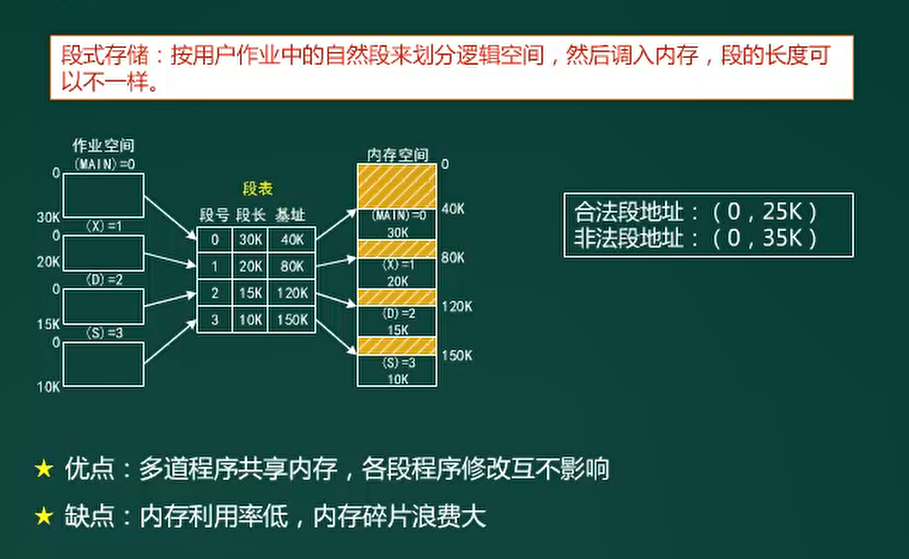 段式存储：按用户作业中的自然段来划分逻辑空间，然后调入内存，段的长度可
以不一样。
作业空间
(MAIN)=0
0
30K
(X)=1
0
20K
(D)=2
0
15K
(S)=3
0
10K
段表
段号 段长 基址
0 30K 40K
1 20K 80K
2 15K 120K
3 10K 150K
内存空间
0
40K
(MAIN)=0
30K
80K
(X)=1
20K
120K
(D)=2
15K
150K
(S)=3
10K
合法段地址：（0，25K）
非法段地址：（0，35K）
★ 优点：多道程序共享内存，各段程序修改互不影响
★ 缺点：内存利用率低，内存碎片浪费大